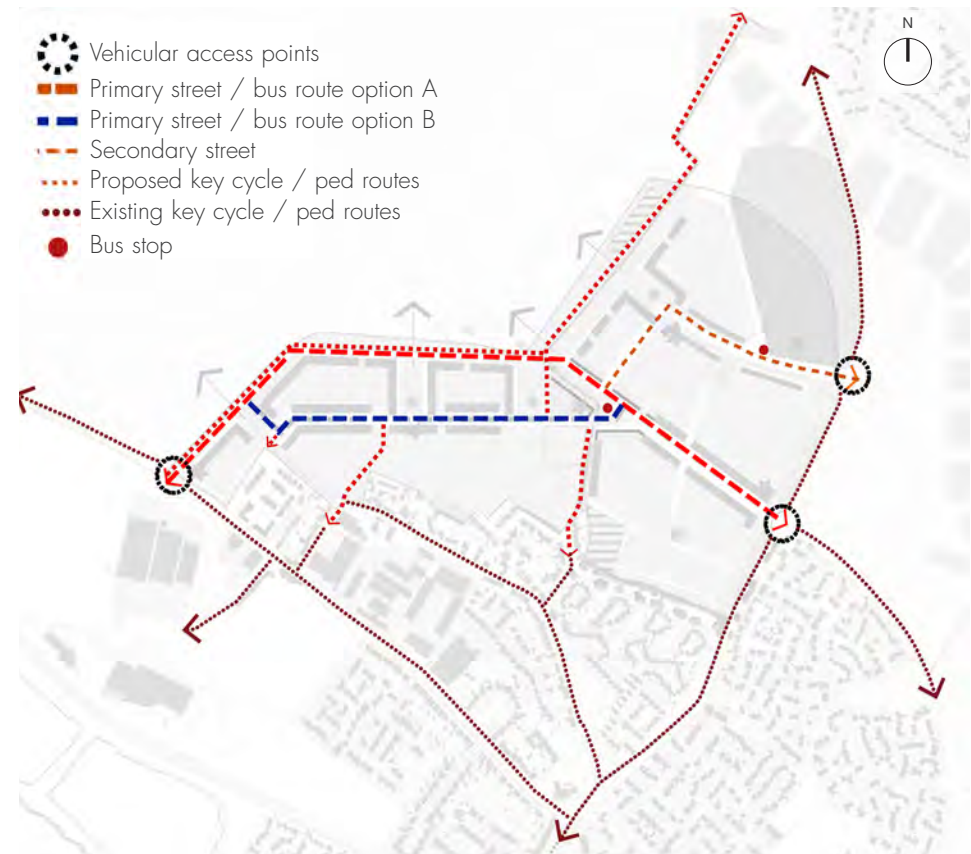 N
Vehicular access points
Primary street / bus route option A
Primary street / bus route option B
Secondary street
Proposed key cycle / ped routes
Existing key cycle / ped routes
Bus stop